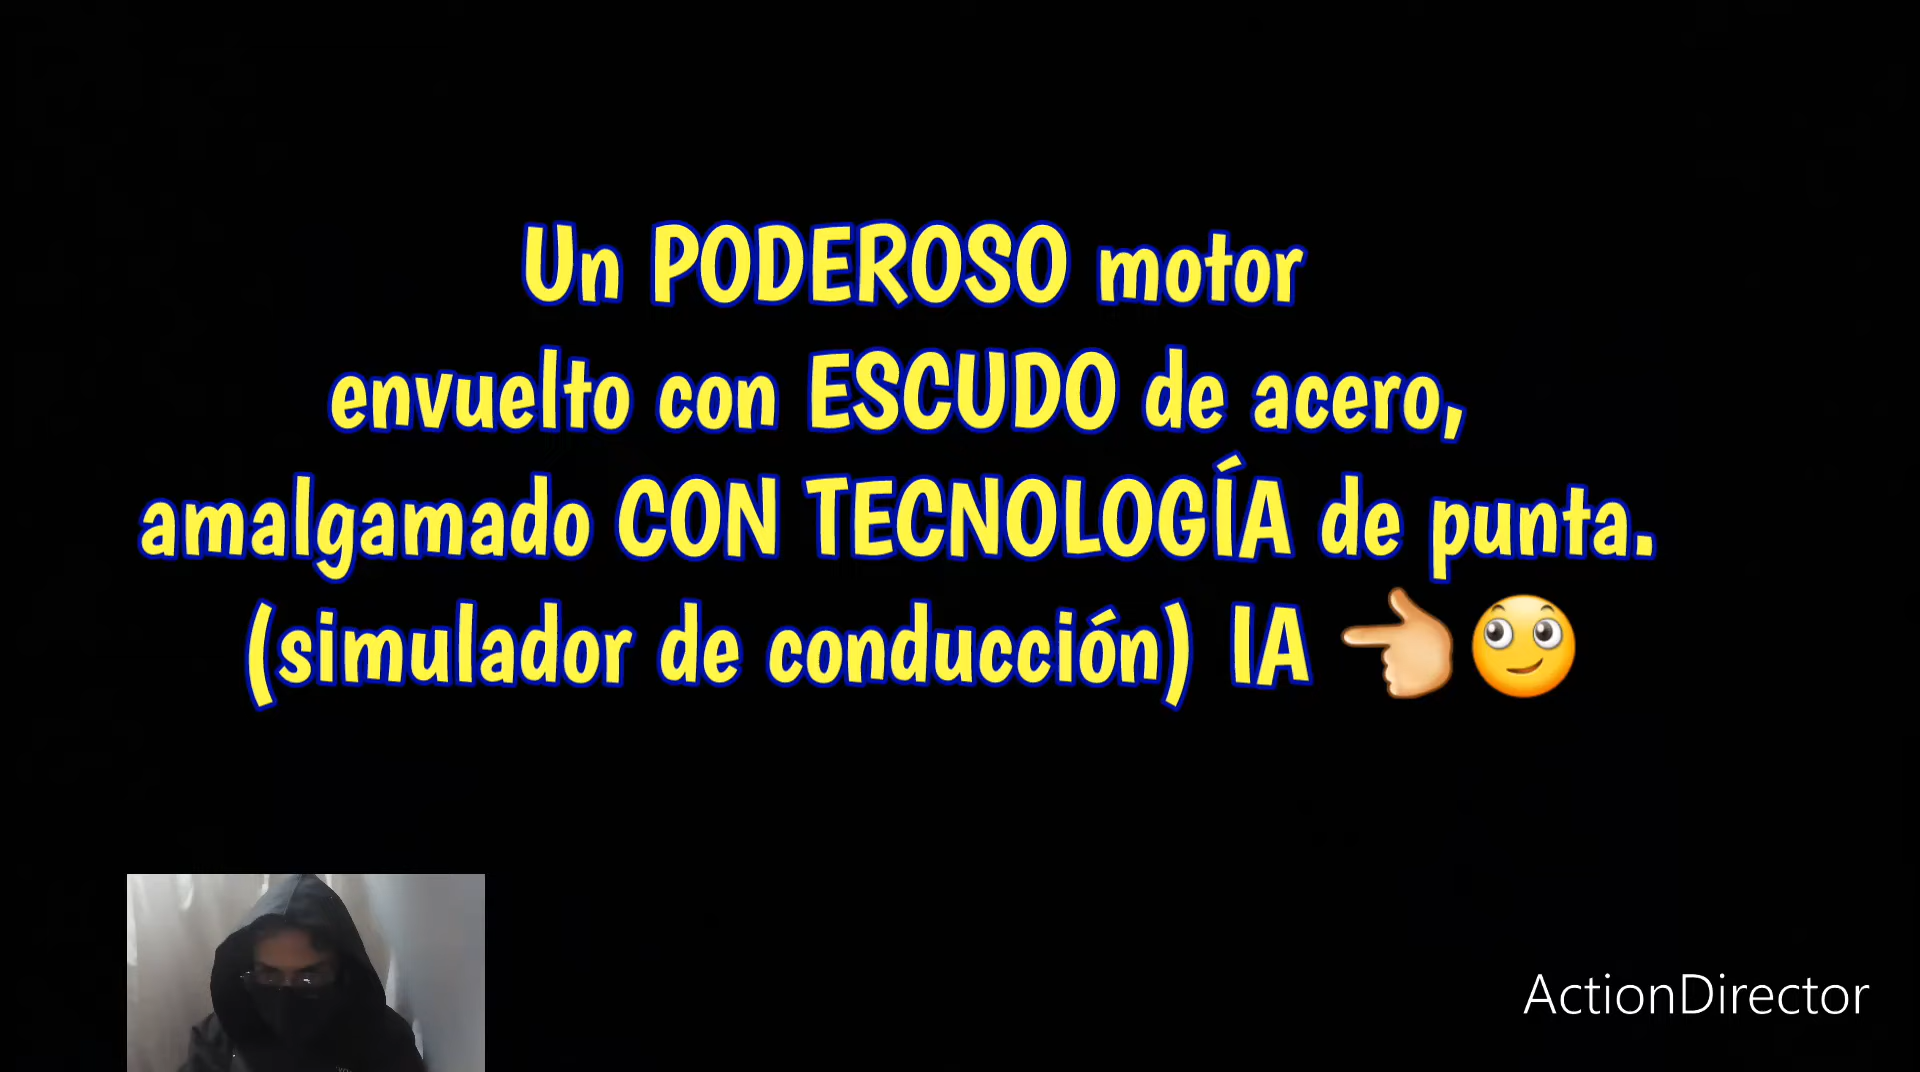 Un PODEROSO motor
envuelto con ESCUDO de acero,
amalgamado CON TECNOLOGÍA de punta.
(simulador de conducción) IA 👈🙄
ActionDirector